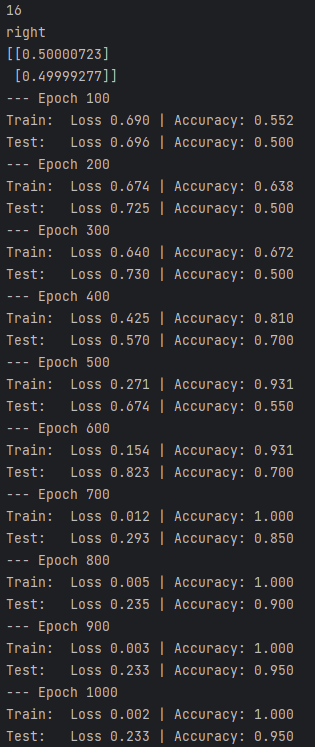 16
right
[[0.50000723]
 [0.49999277]]
--- Epoch 100
Train:  Loss 0.690 | Accuracy: 0.552
Test:   Loss 0.696 | Accuracy: 0.500
--- Epoch 200
Train:  Loss 0.674 | Accuracy: 0.638
Test:   Loss 0.725 | Accuracy: 0.500
--- Epoch 300
Train:  Loss 0.640 | Accuracy: 0.672
Test:   Loss 0.730 | Accuracy: 0.500
--- Epoch 400
Train:  Loss 0.425 | Accuracy: 0.810
Test:   Loss 0.570 | Accuracy: 0.700
--- Epoch 500
Train:  Loss 0.271 | Accuracy: 0.931
Test:   Loss 0.674 | Accuracy: 0.550
--- Epoch 600
Train:  Loss 0.154 | Accuracy: 0.931
Test:   Loss 0.823 | Accuracy: 0.700
--- Epoch 700
Train:  Loss 0.012 | Accuracy: 1.000
Test:   Loss 0.293 | Accuracy: 0.850
--- Epoch 800
Train:  Loss 0.005 | Accuracy: 1.000
Test:   Loss 0.235 | Accuracy: 0.900
--- Epoch 900
Train:  Loss 0.003 | Accuracy: 1.000
Test:   Loss 0.233 | Accuracy: 0.950
--- Epoch 1000
Train:  Loss 0.002 | Accuracy: 1.000
Test:   Loss 0.233 | Accuracy: 0.950